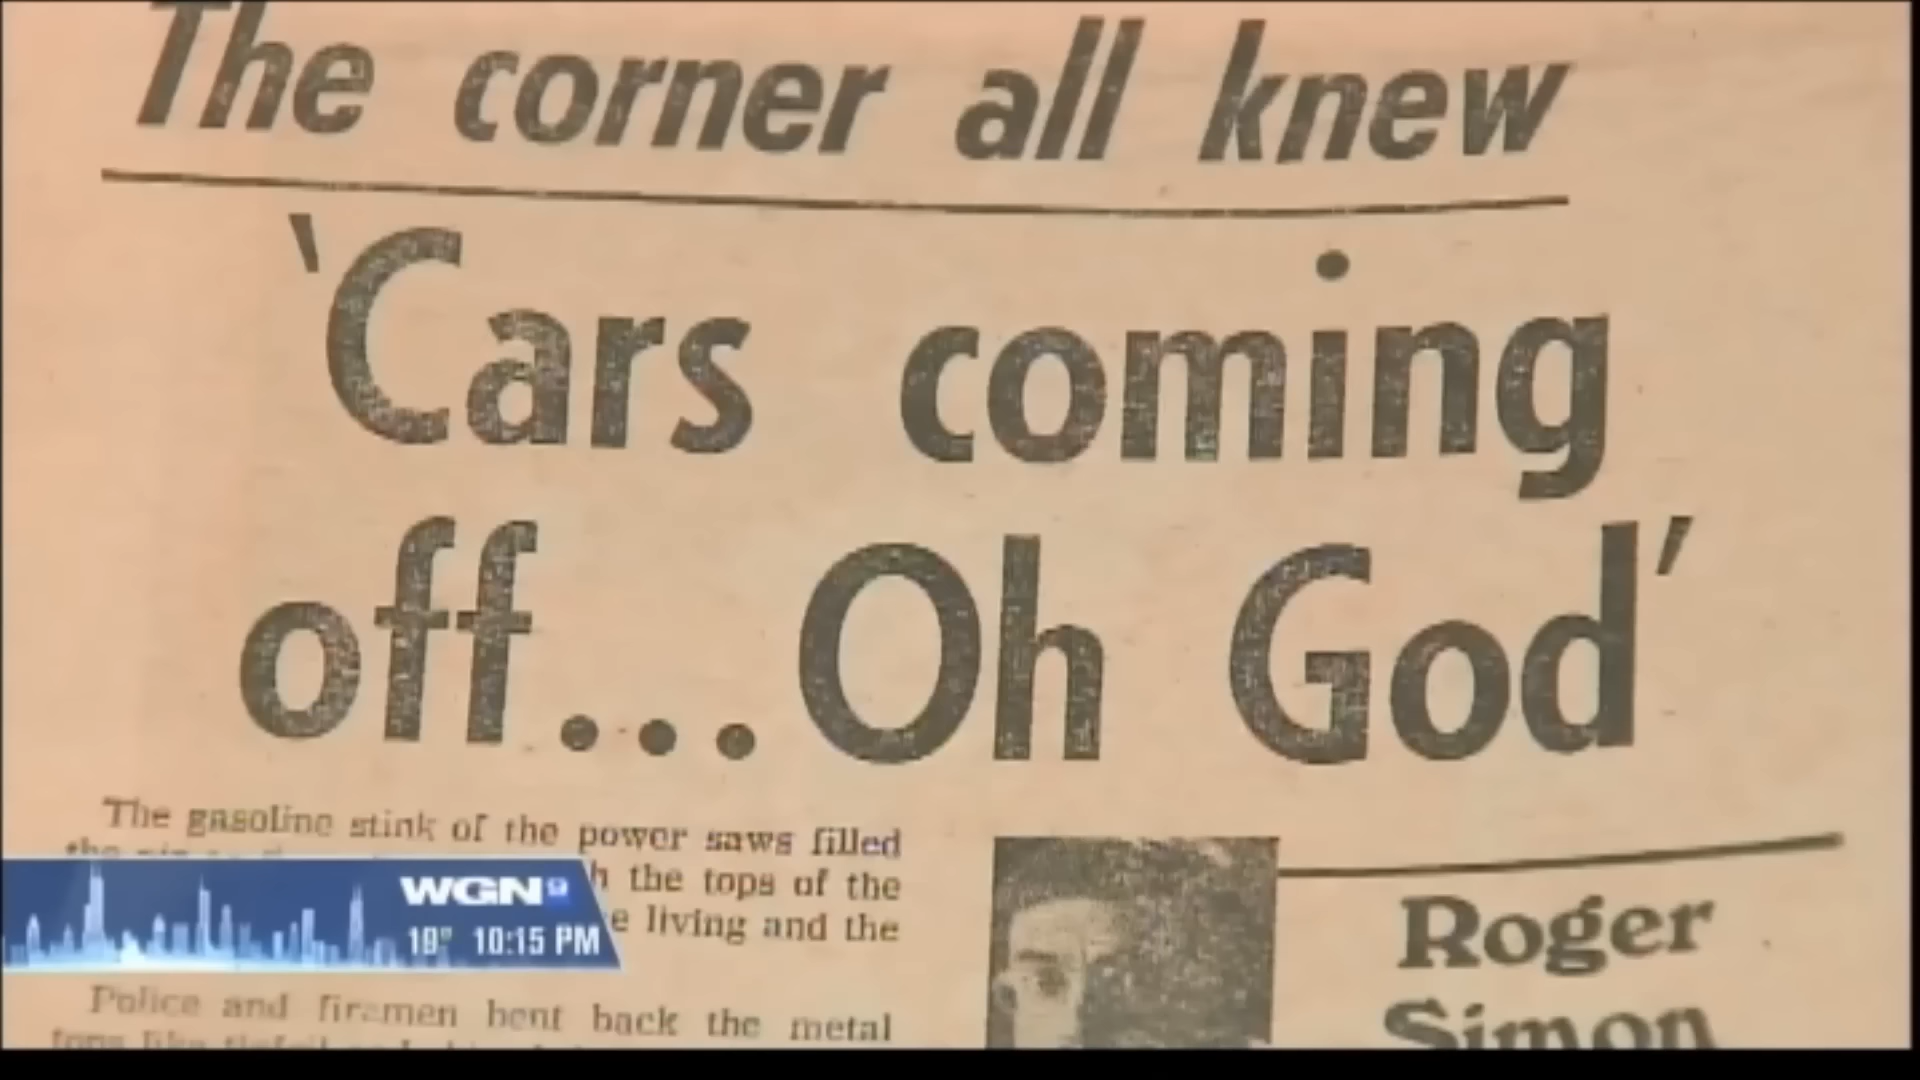 The corner all knew
'Cars coming
off...Oh God'
The gasoline stink of the power saws filled
the tops of the
living and the
Police and firemen bent back the metal
Roger
Simon
WGN9
19° 10:15 PM